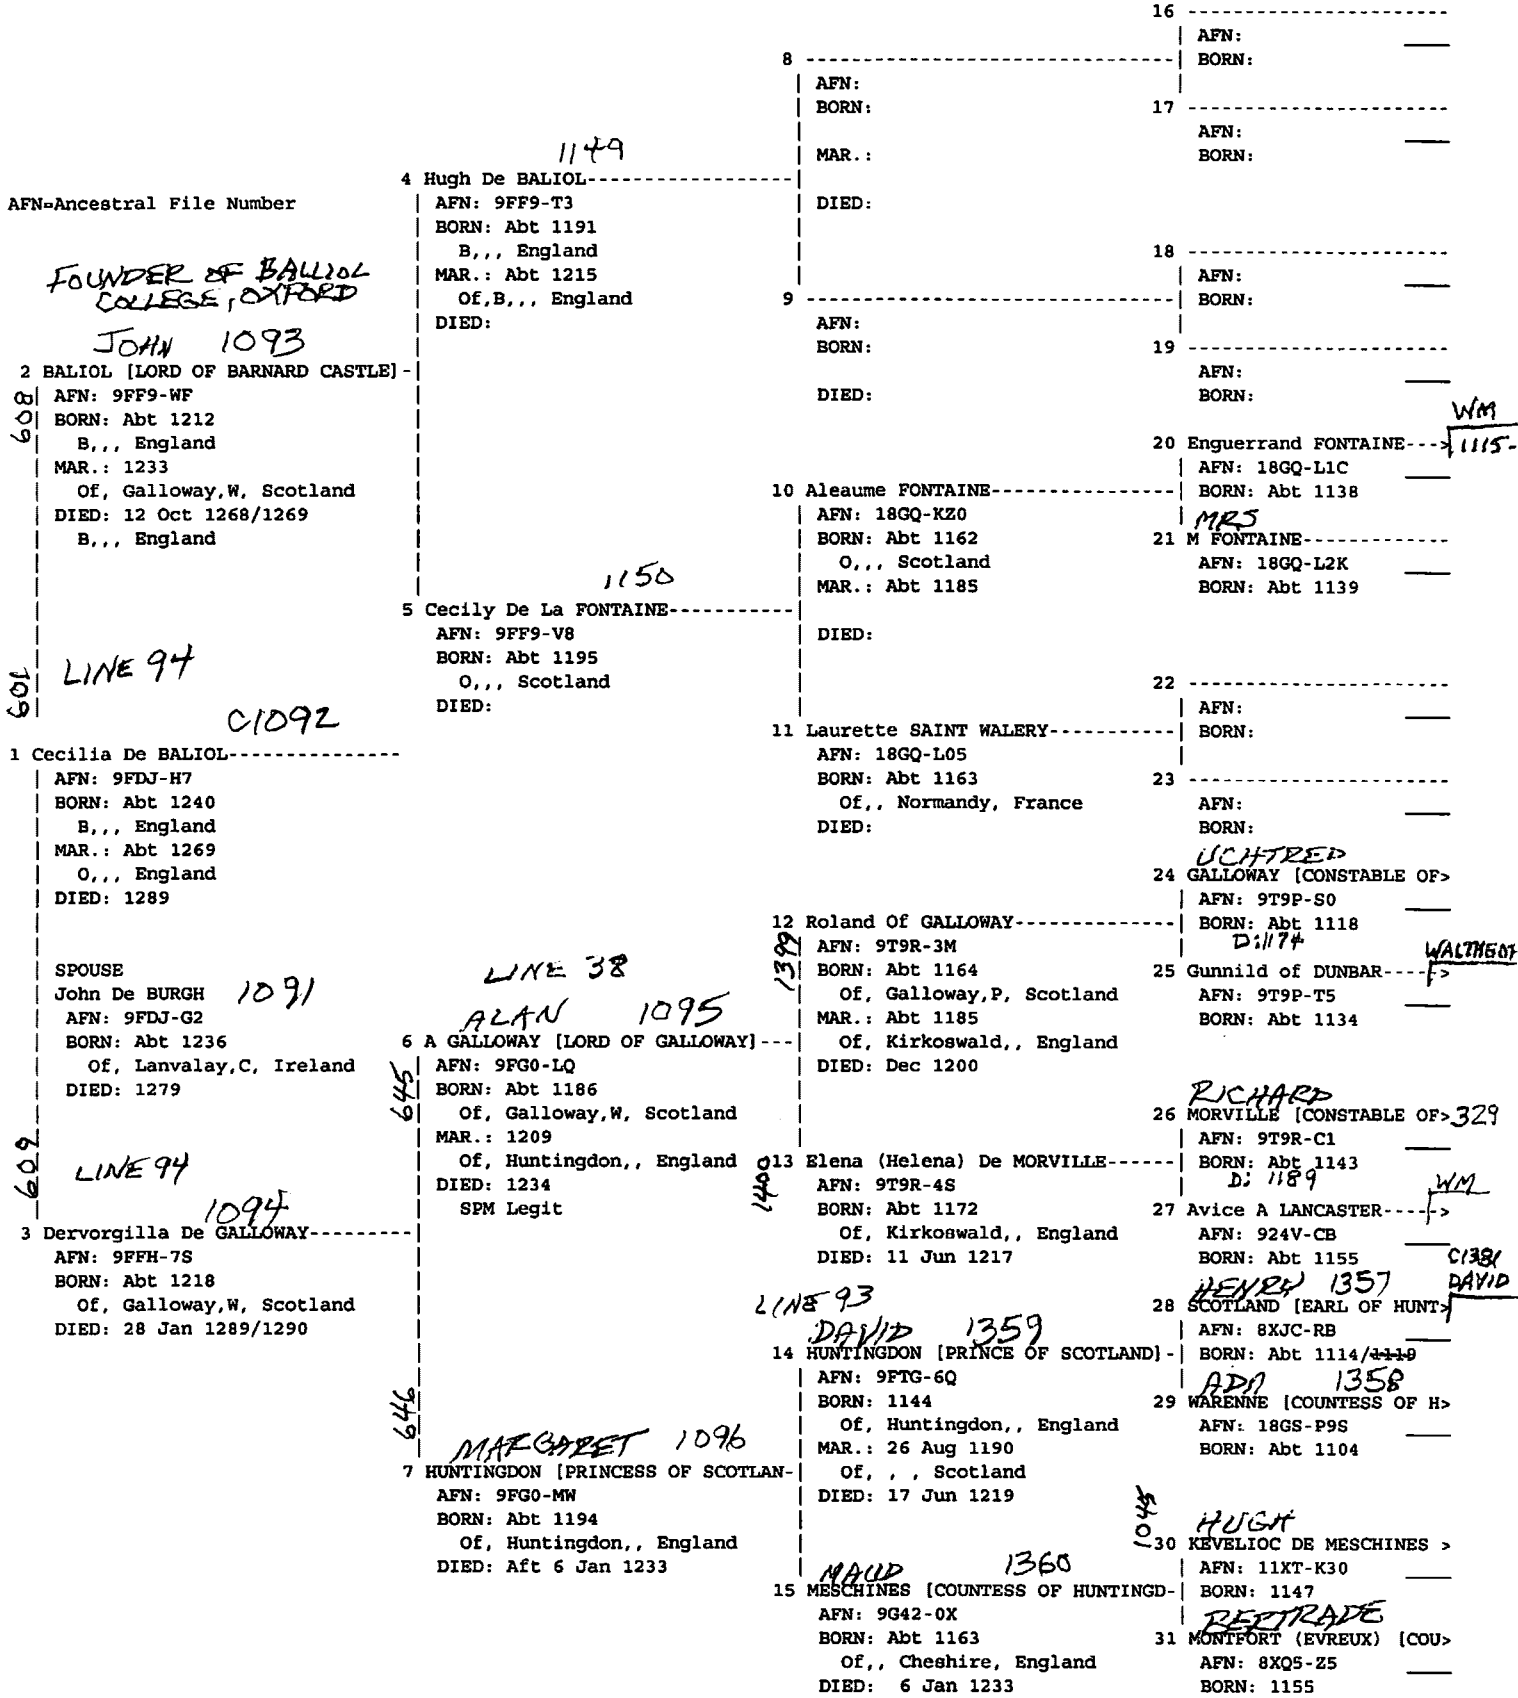 AFN=Ancestral File Number
FOUNDER OF BALLIOL
COLLEGE, OXFORD
JOHN 1093
2 BALIOL [LORD OF BARNARD CASTLE]-
608
AFN: 9FF9-WF
BORN: Abt 1212
B,,, England
MAR.: 1233
Of, Galloway,W, Scotland
DIED: 12 Oct 1268/1269
B,,, England
LINE 94
C1092
1 Cecilia De BALIOL--------------
AFN: 9FDJ-H7
BORN: Abt 1240
B,,, England
MAR.: Abt 1269
O,,, England
DIED: 1289
SPOUSE
John De BURGH 1091
AFN: 9FDJ-G2
BORN: Abt 1236
Of, Lanvalay,C, Ireland
DIED: 1279
609
LINE 94
1094
3 Dervorgilla De GALLOWAY---------
AFN: 9FFH-7S
BORN: Abt 1218
Of, Galloway,W, Scotland
DIED: 28 Jan 1289/1290
1149
4 Hugh De BALIOL-----------------
AFN: 9FF9-T3
BORN: Abt 1191
B,,, England
MAR.: Abt 1215
Of,B,,, England
DIED:
1150
5 Cecily De La FONTAINE-----------
AFN: 9FF9-V8
BORN: Abt 1195
O,,, Scotland
DIED:
LINE 38
ALAN 1095
6 A GALLOWAY [LORD OF GALLOWAY]---
645
AFN: 9FG0-LQ
BORN: Abt 1186
Of, Galloway,W, Scotland
MAR.: 1209
Of, Huntingdon,, England
DIED: 1234
SPM Legit
646
MARGARET 1096
7 HUNTINGDON [PRINCESS OF SCOTLAN-
AFN: 9FG0-MW
BORN: Abt 1194
Of, Huntingdon,, England
DIED: Aft 6 Jan 1233
8 -------------------------------
AFN:
BORN:
MAR.:
DIED:
9 -------------------------------
AFN:
BORN:
DIED:
10 Aleaume FONTAINE---------------
AFN: 18GQ-KZ0
BORN: Abt 1162
O,,, Scotland
MAR.: Abt 1185
DIED:
11 Laurette SAINT WALERY----------
AFN: 18GQ-L05
BORN: Abt 1163
Of,, Normandy, France
DIED:
12 Roland Of GALLOWAY-------------
1399
AFN: 9T9R-3M
BORN: Abt 1164
Of, Galloway,P, Scotland
MAR.: Abt 1185
Of, Kirkoswald,, England
DIED: Dec 1200
1400
13 Elena (Helena) De MORVILLE------
AFN: 9T9R-4S
BORN: Abt 1172
Of, Kirkoswald,, England
DIED: 11 Jun 1217
LINE 93
DAVID 1359
14 HUNTINGDON [PRINCE OF SCOTLAND]-
AFN: 9FTG-6Q
BORN: 1144
Of, Huntingdon,, England
MAR.: 26 Aug 1190
Of, , , Scotland
DIED: 17 Jun 1219
MAUD 1360
15 MESCHINES [COUNTESS OF HUNTINGD-
AFN: 9G42-0X
BORN: Abt 1163
Of,, Cheshire, England
DIED: 6 Jan 1233
16 ----------------------
AFN:
BORN:
17 ----------------------
AFN:
BORN:
18 ----------------------
AFN:
BORN:
19 ----------------------
AFN:
BORN:
WM
20 Enguerrand FONTAINE---> 1115-
AFN: 18GQ-L1C
BORN: Abt 1138
MRS
21 M FONTAINE-------------
AFN: 18GQ-L2K
BORN: Abt 1139
22 ----------------------
AFN:
BORN:
23 ----------------------
AFN:
BORN:
UCHTRED
24 GALLOWAY [CONSTABLE OF>
AFN: 9T9P-S0
BORN: Abt 1118
D:1174
25 Gunnild of DUNBAR---->
AFN: 9T9P-T5
BORN: Abt 1134
RICHARD
26 MORVILLE [CONSTABLE OF> 329
AFN: 9T9R-C1
BORN: Abt 1143
D: 1189
WM
27 Avice A LANCASTER----->
AFN: 924V-CB
BORN: Abt 1155
C1381
DAVID
HENRY 1357
28 SCOTLAND [EARL OF HUNT>
AFN: 8XJC-RB
BORN: Abt 1114/1119
ADA 1358
29 WARENNE [COUNTESS OF H>
AFN: 18GS-P9S
BORN: Abt 1104
1045
HUGH
30 KEVELIOC DE MESCHINES >
AFN: 11XT-K30
BORN: 1147
BERTRADE
31 MONTFORT (EVREUX) [COU>
AFN: 8XQS-Z5
BORN: 1155